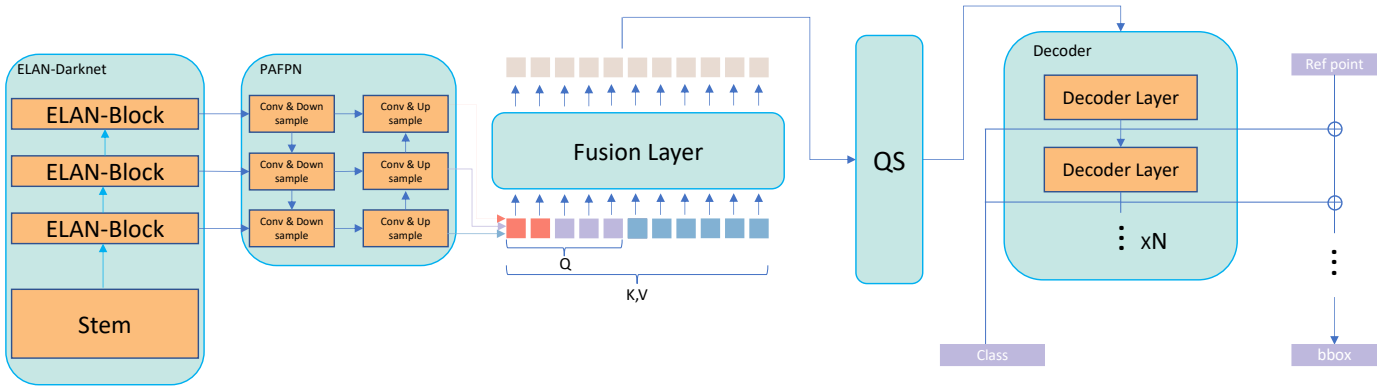 ELAN-Darknet
ELAN-Block
ELAN-Block
ELAN-Block
Stem
PAFPN
Conv & Down
sample
Conv & Up
sample
Conv & Down
sample
Conv & Up
sample
Conv & Down
sample
Conv & Up
sample
Fusion Layer
Q
K,V
QS
Decoder
Decoder Layer
Decoder Layer
xN
Ref point
Class
bbox